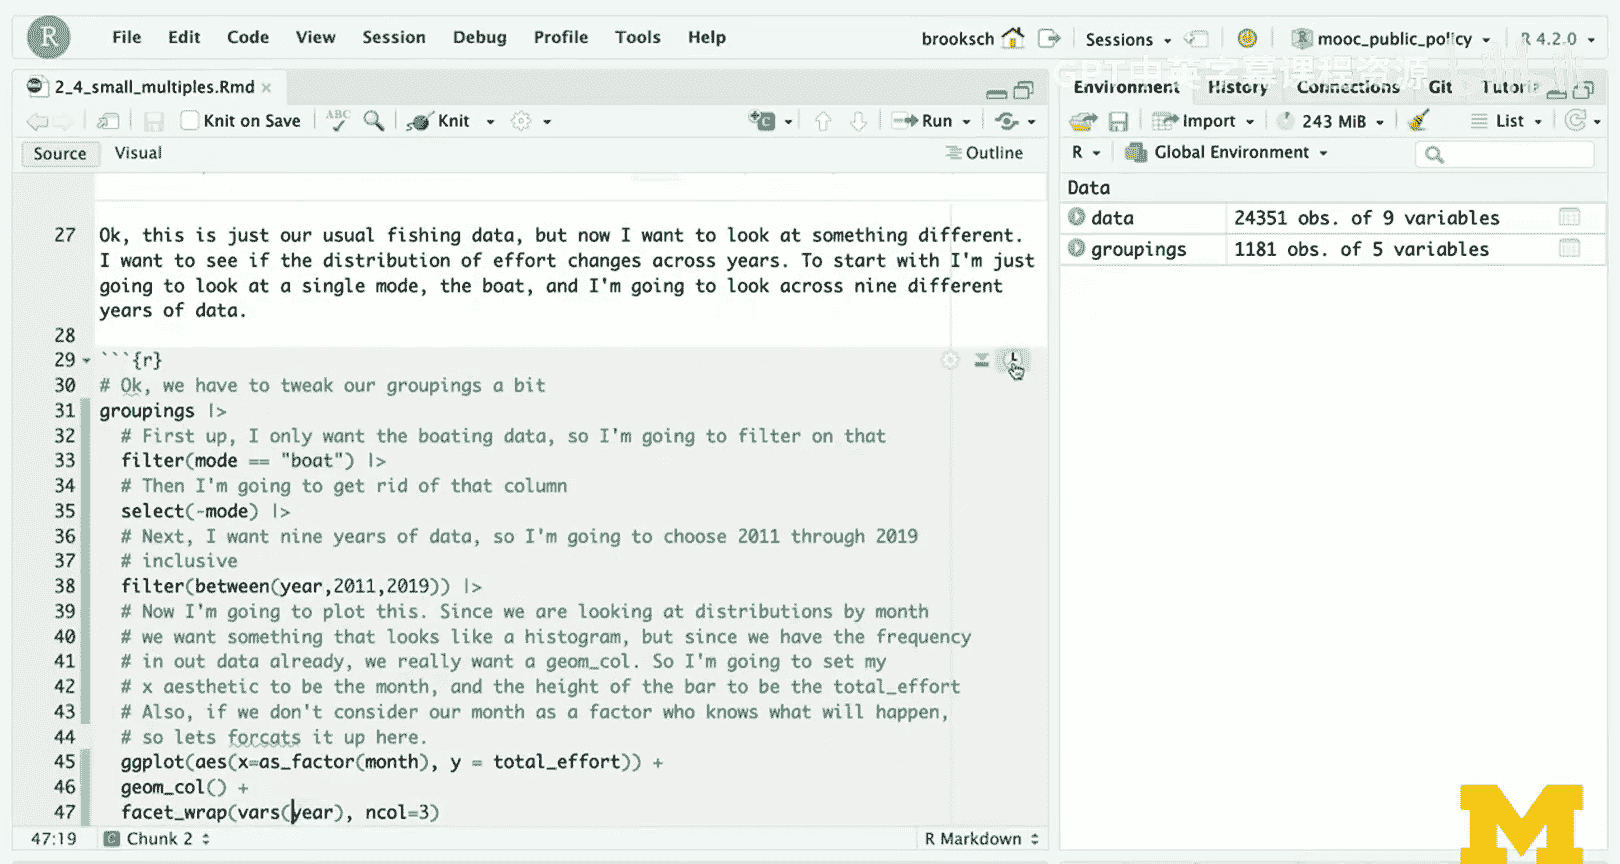 R File Edit Code View Session Debug Profile Tools Help brooksch Sessions mooc_public_policy R 4.2.0
2_4_small_multiples.Rmd
Knit on Save ABC Knit Run
Source Visual Outline
27 Ok, this is just our usual fishing data, but now I want to look at something different.
I want to see if the distribution of effort changes across years. To start with I'm just
going to look at a single mode, the boat, and I'm going to look across nine different
years of data.
28
29 ```{r}
30 # Ok, we have to tweak our groupings a bit
31 groupings |>
32 # First up, I only want the boating data, so I'm going to filter on that
33 filter(mode == "boat") |>
34 # Then I'm going to get rid of that column
35 select(-mode) |>
36 # Next, I want nine years of data, so I'm going to choose 2011 through 2019
37 # inclusive
38 filter(between(year,2011,2019)) |>
39 # Now I'm going to plot this. Since we are looking at distributions by month
40 # we want something that looks like a histogram, but since we have the frequency
41 # in out data already, we really want a geom_col. So I'm going to set my
42 # x aesthetic to be the month, and the height of the bar to be the total_effort
43 # Also, if we don't consider our month as a factor who knows what will happen,
44 # so lets forcats it up here.
45 ggplot(aes(x=as_factor(month), y = total_effort)) +
46 geom_col() +
47 facet_wrap(vars(year), ncol=3)
47:19 Chunk 2 R Markdown
GPT中英字幕课程资源
Environment History Connections Git Tutori
Import 243 MiB List
R Global Environment
Data
data 24351 obs. of 9 variables
groupings 1181 obs. of 5 variables
M